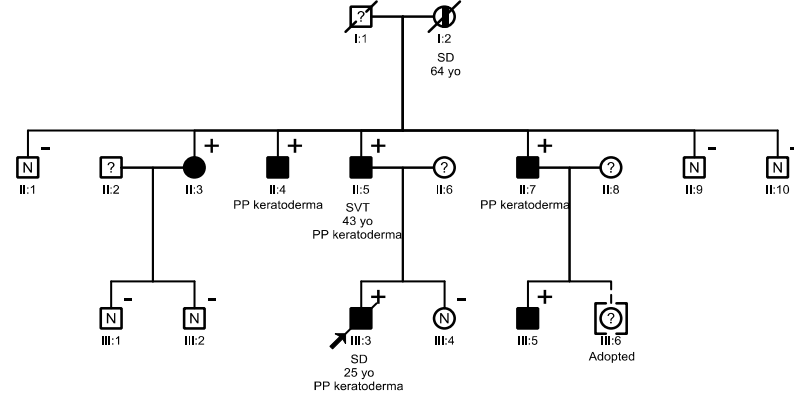 ?
I:1 I:2
SD
64 yo
+ + + +
- - -
N ? ? ? N N
II:1 II:2 II:3 II:4 II:5 II:6 II:7 II:8 II:9 II:10
PP keratoderma SVT PP keratoderma
43 yo
PP keratoderma
- - + - +
N N N ?
III:1 III:2 III:3 III:4 III:5 III:6
SD Adopted
25 yo
PP keratoderma